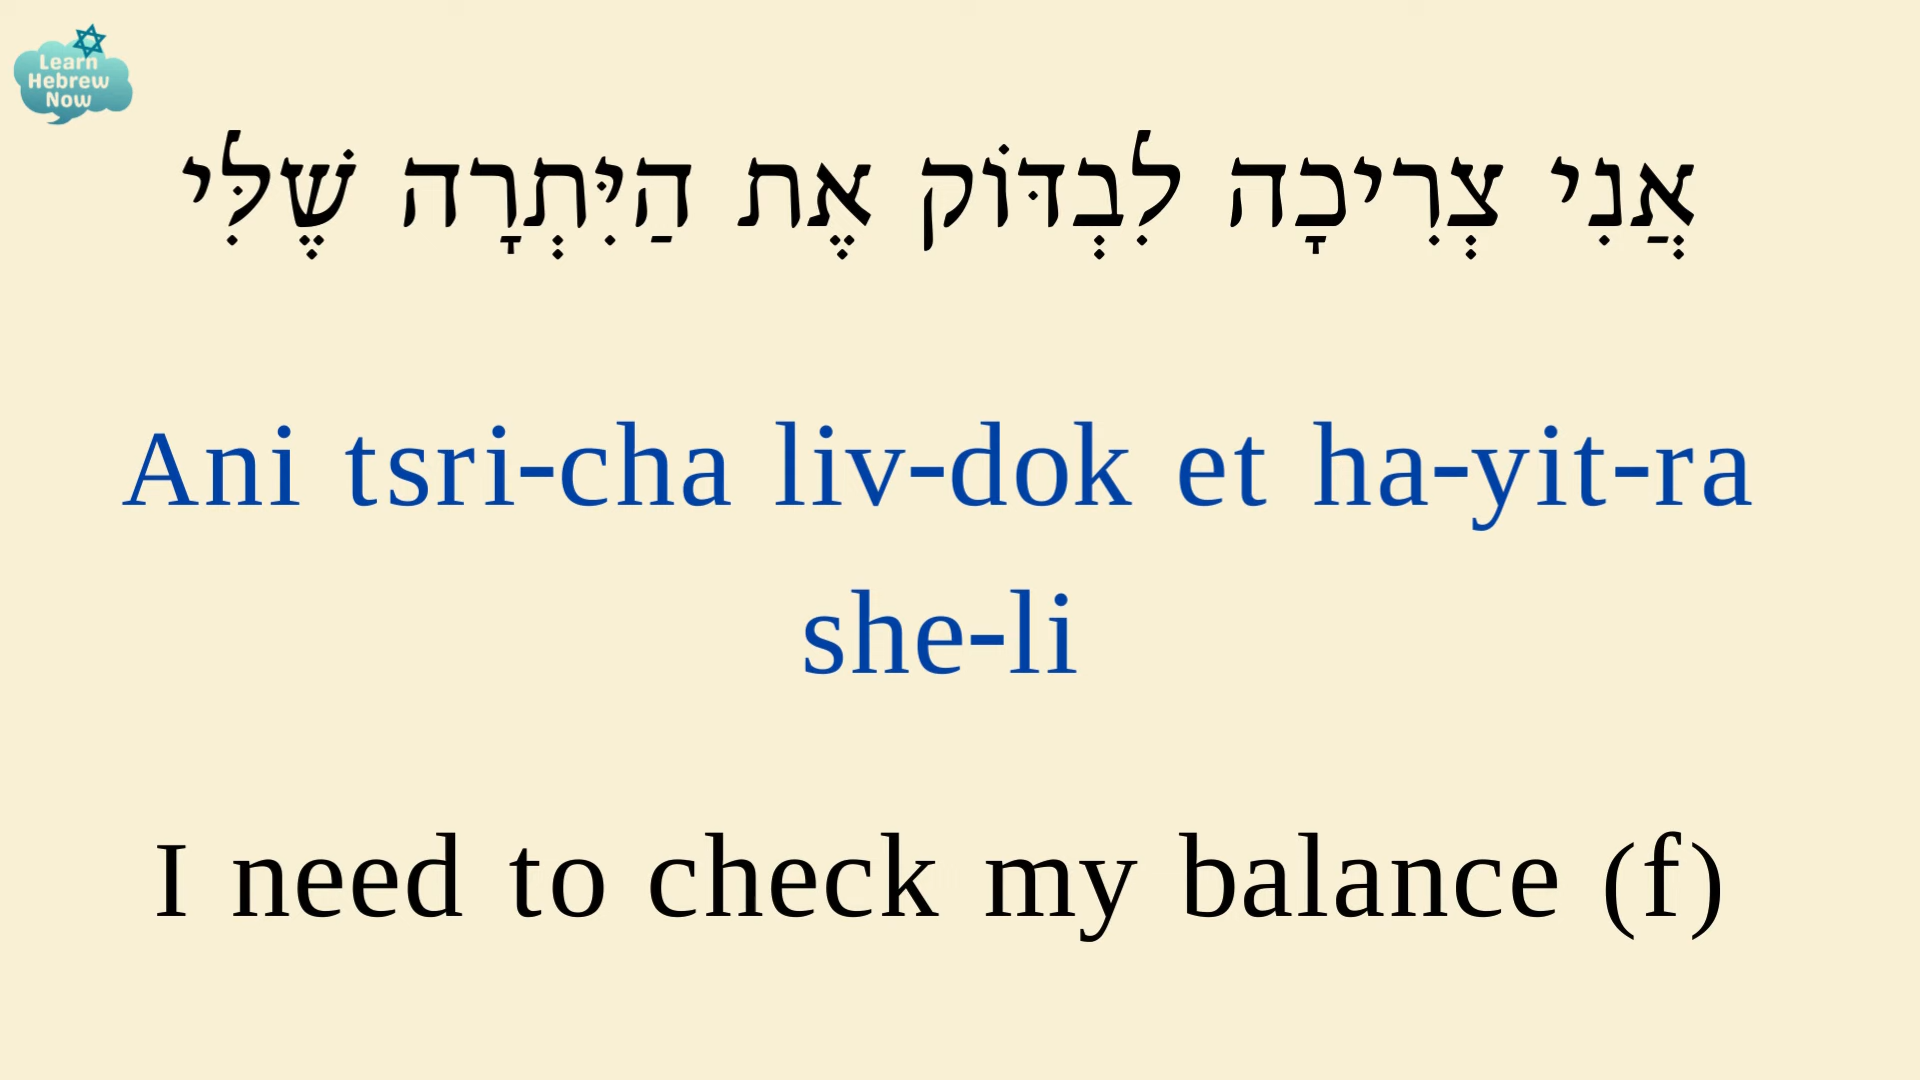 Learn
Hebrew
Now
אֲנִי צְרִיכָה לִבְדּוֹק אֶת הַיִּתְרָה שֶׁלִּי
Ani tsri-cha liv-dok et ha-yit-ra
she-li
I need to check my balance (f)